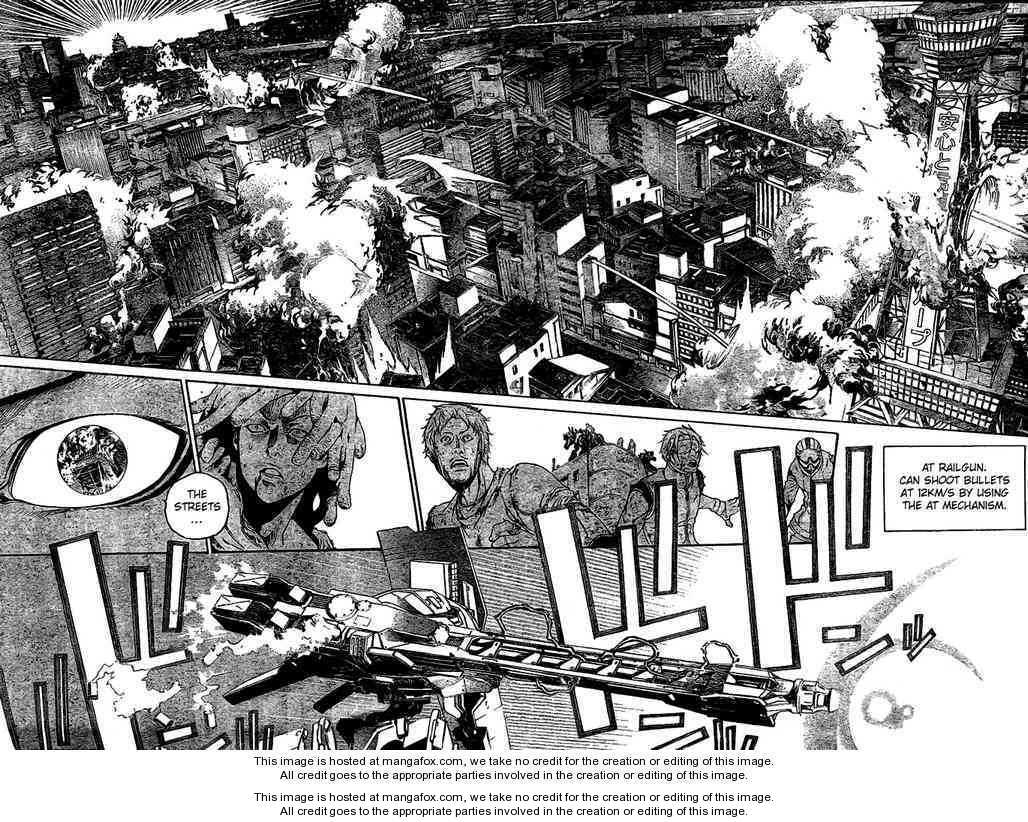 安心と
ープ
THE
STREETS
...
AT RAILGUN.
CAN SHOOT BULLETS
AT 12KM/S BY USING
THE AT MECHANISM.
ドドドド
This image is hosted at mangafox.com, we take no credit for the creation or editing of this image.
All credit goes to the appropriate parties involved in the creation or editing of this image.
This image is hosted at mangafox.com, we take no credit for the creation or editing of this image.
All credit goes to the appropriate parties involved in the creation or editing of this image.